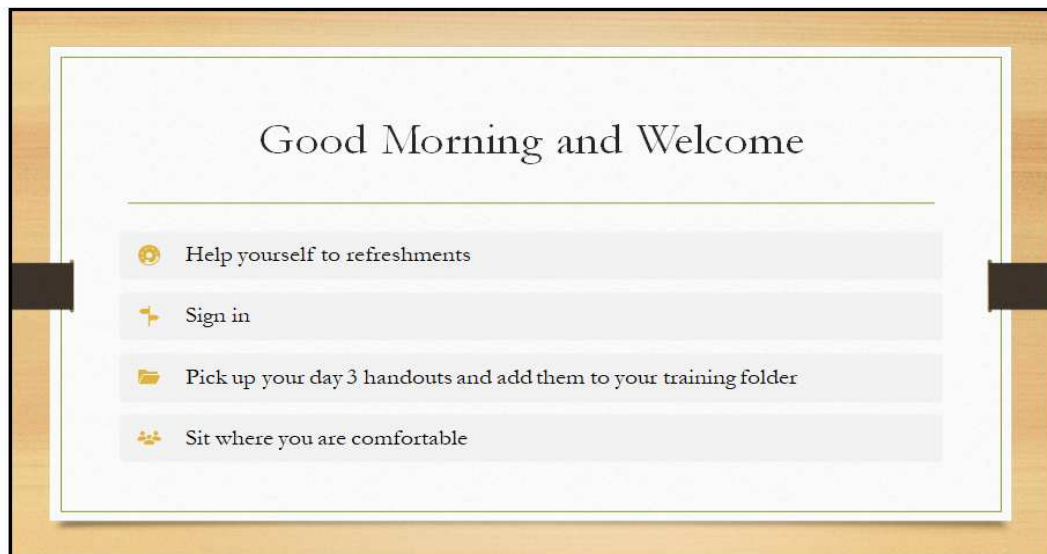 Good Morning and Welcome
Help yourself to refreshments
Sign in
Pick up your day 3 handouts and add them to your training folder
Sit where you are comfortable